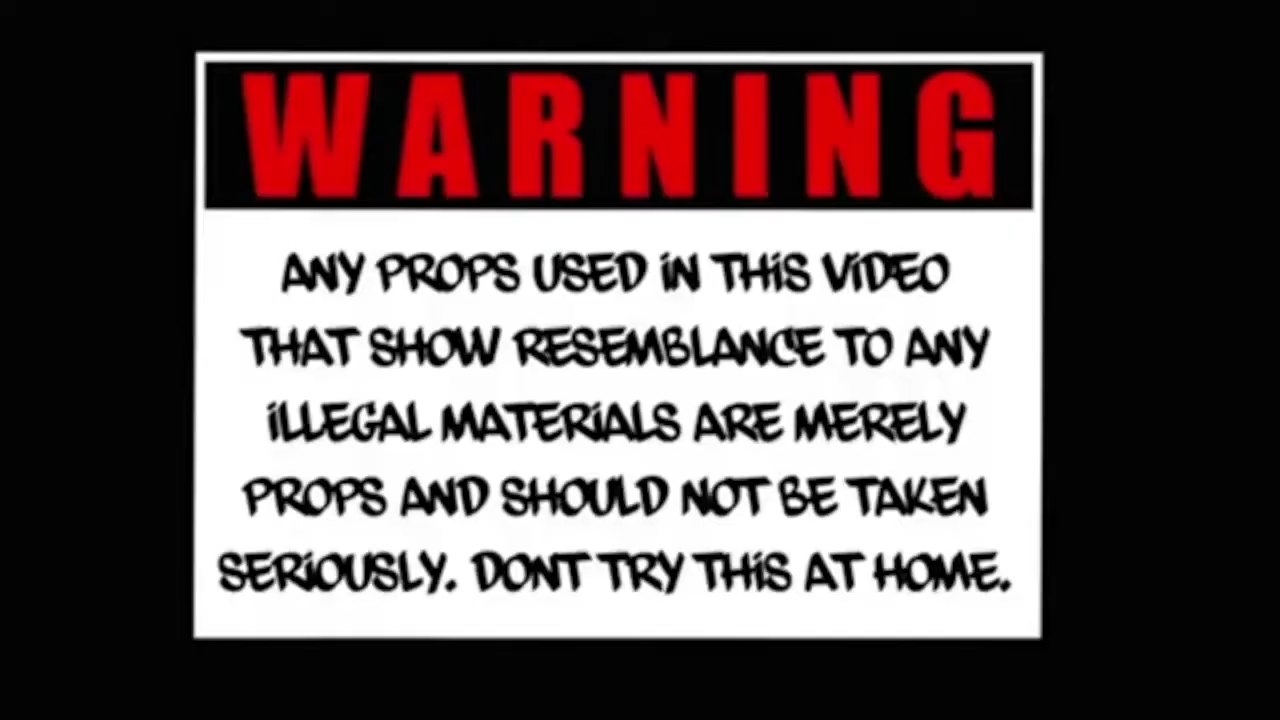 WARNING
ANY PROPS USED iN THiS ViDEO
THAT SHOW RESEMBLANCE TO ANY
iLLEGAL MATERiALS ARE MERELY
PROPS AND SHOULD NOT BE TAKEN
SERiOUSLY. DONT TRY THiS AT HOME.